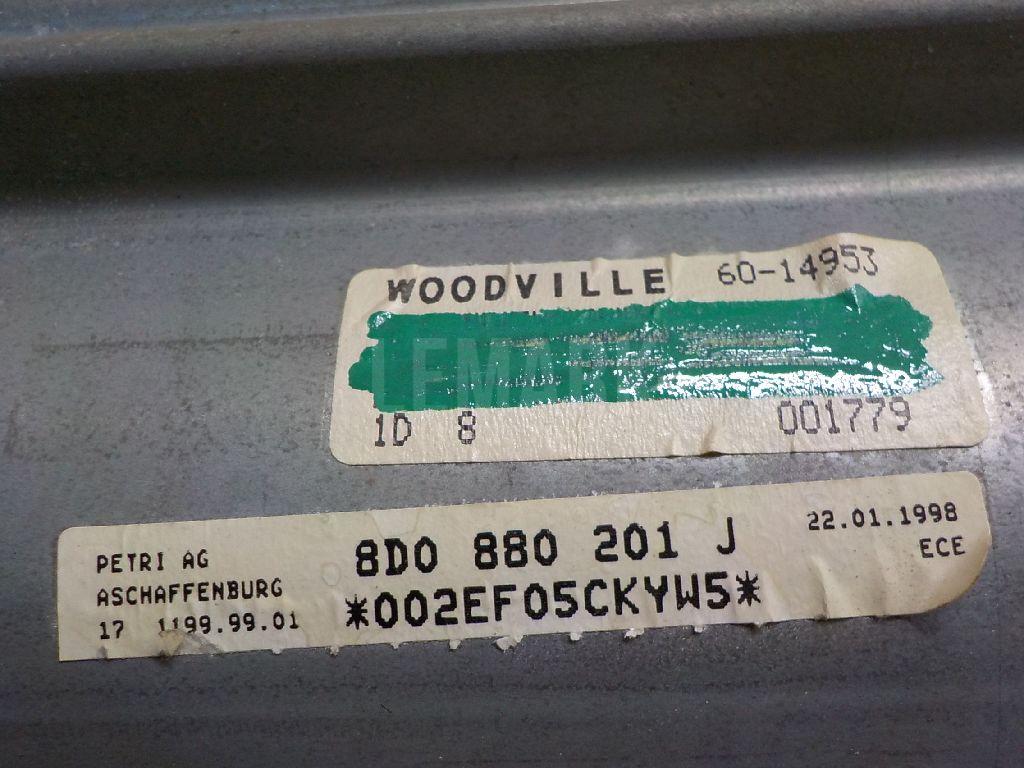 WOODVILLE 60-14953
LEMAR
1D 8 001779
PETRI AG 8D0 880 201 J 22.01.1998
ASCHAFFENBURG *002EF05CKYW5* ECE
17 1199.99.01